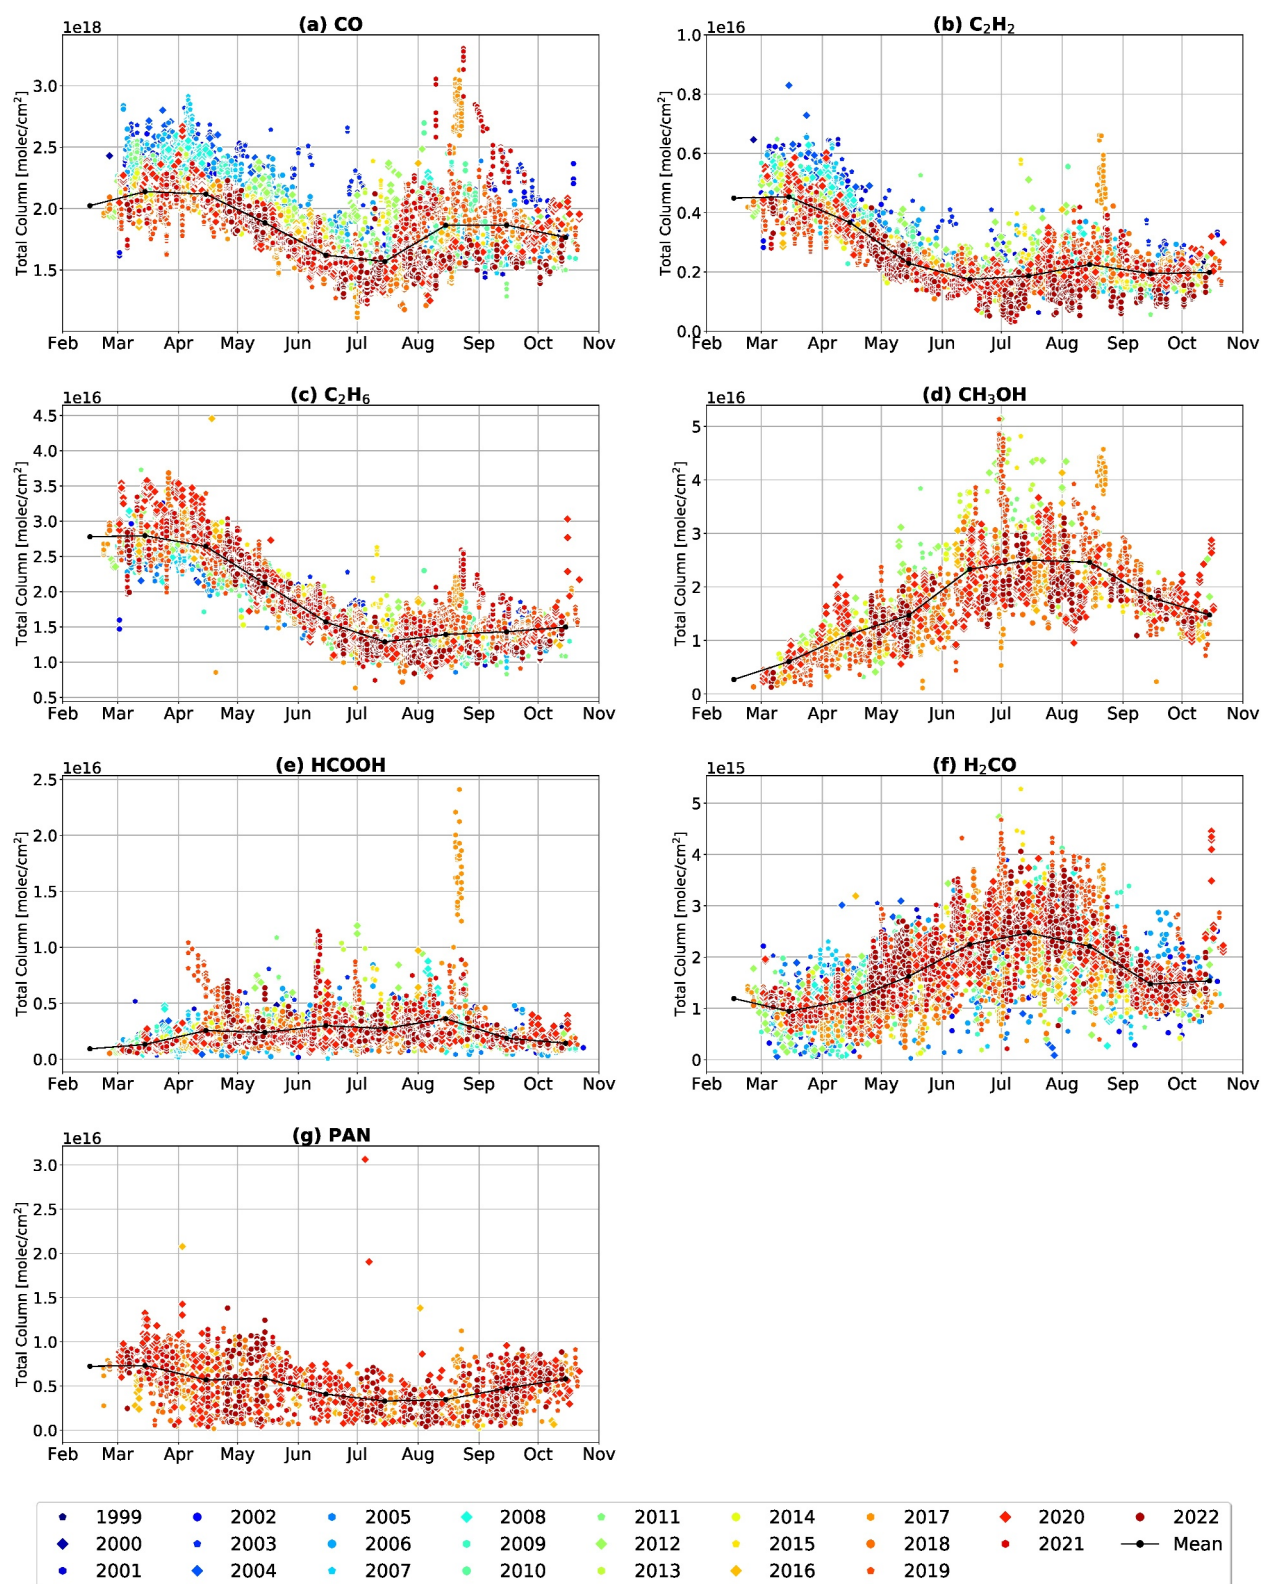 (a) CO
1e18
Total Column [molec/cm²]
3.0
2.5
2.0
1.5
Feb Mar Apr May Jun Jul Aug Sep Oct Nov
(b) C₂H₂
1e16
Total Column [molec/cm²]
1.0
0.8
0.6
0.4
0.2
0.0
Feb Mar Apr May Jun Jul Aug Sep Oct Nov
(c) C₂H₆
1e16
Total Column [molec/cm²]
4.5
4.0
3.5
3.0
2.5
2.0
1.5
1.0
0.5
Feb Mar Apr May Jun Jul Aug Sep Oct Nov
(d) CH₃OH
1e16
Total Column [molec/cm²]
5
4
3
2
1
0
Feb Mar Apr May Jun Jul Aug Sep Oct Nov
(e) HCOOH
1e16
Total Column [molec/cm²]
2.5
2.0
1.5
1.0
0.5
0.0
Feb Mar Apr May Jun Jul Aug Sep Oct Nov
(f) H₂CO
1e15
Total Column [molec/cm²]
5
4
3
2
1
0
Feb Mar Apr May Jun Jul Aug Sep Oct Nov
(g) PAN
1e16
Total Column [molec/cm²]
3.0
2.5
2.0
1.5
1.0
0.5
0.0
Feb Mar Apr May Jun Jul Aug Sep Oct Nov
1999 2002 2005 2008 2011 2014 2017 2020 2022
2000 2003 2006 2009 2012 2015 2018 2021 Mean
2001 2004 2007 2010 2013 2016 2019